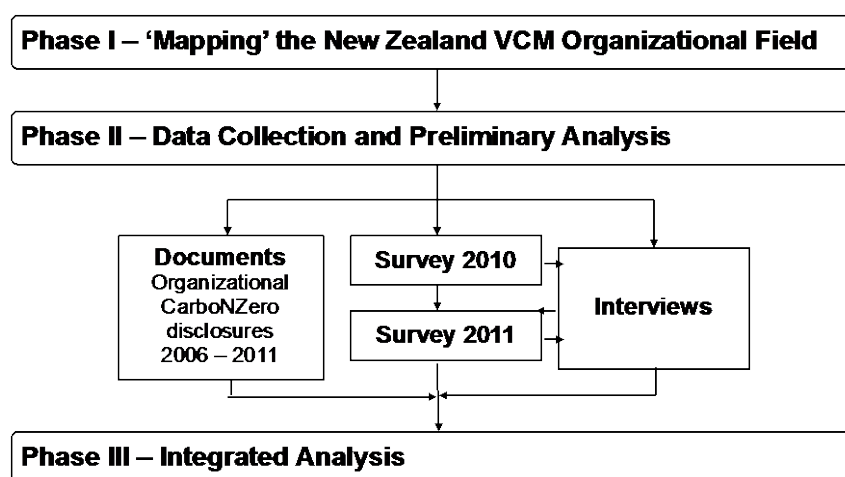 Phase I – ‘Mapping’ the New Zealand VCM Organizational Field
Phase II – Data Collection and Preliminary Analysis
Documents
Organizational
CarboNZero
disclosures
2006 – 2011
Survey 2010
Survey 2011
Interviews
Phase III – Integrated Analysis